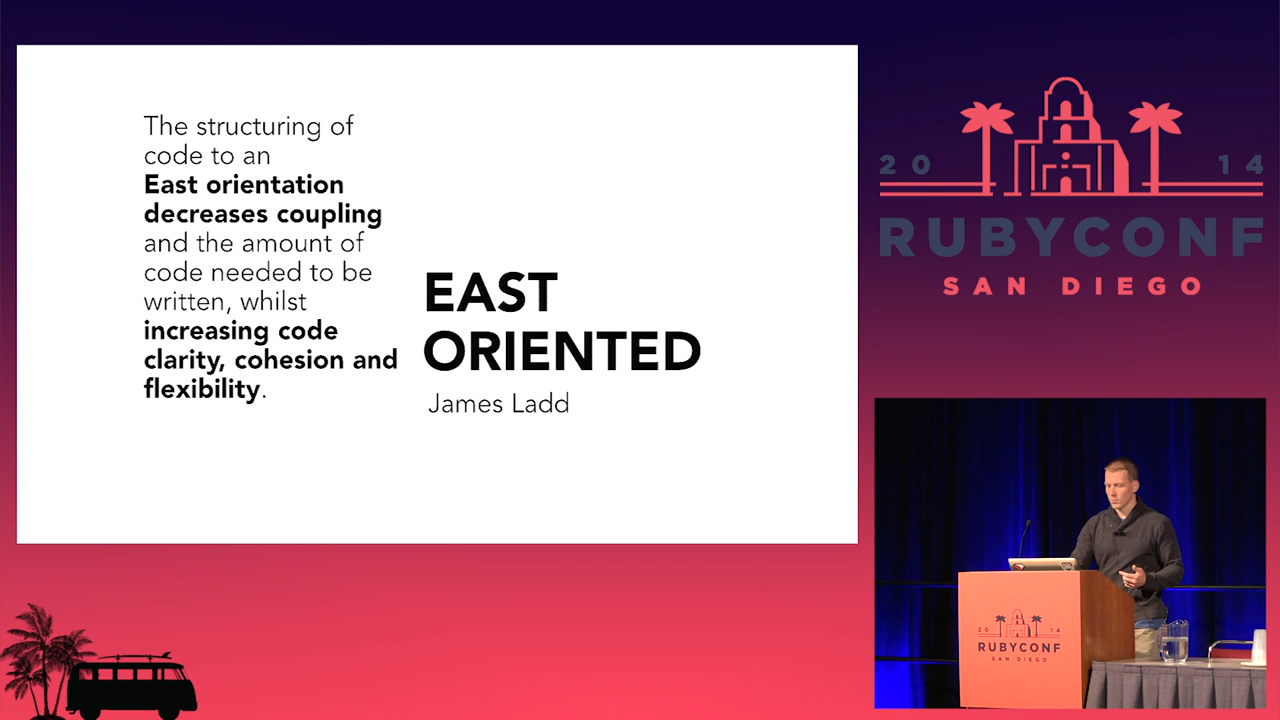 The structuring of
code to an
East orientation
decreases coupling
and the amount of
code needed to be
written, whilst
increasing code
clarity, cohesion and
flexibility.
EAST
ORIENTED
James Ladd
20 14
RUBYCONF
SAN DIEGO
20 14
RUBYCONF
SAN DIEGO